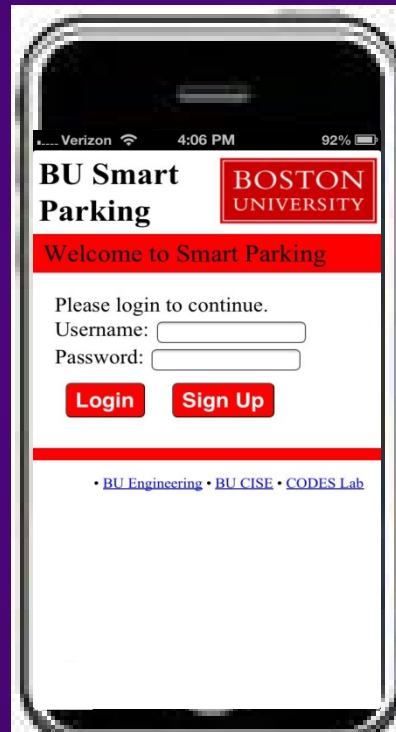 ..... Verizon 4:06 PM 92%
BU Smart
Parking
BOSTON
UNIVERSITY
Welcome to Smart Parking
Please login to continue.
Username:
Password:
Login Sign Up
• BU Engineering • BU CISE • CODES Lab